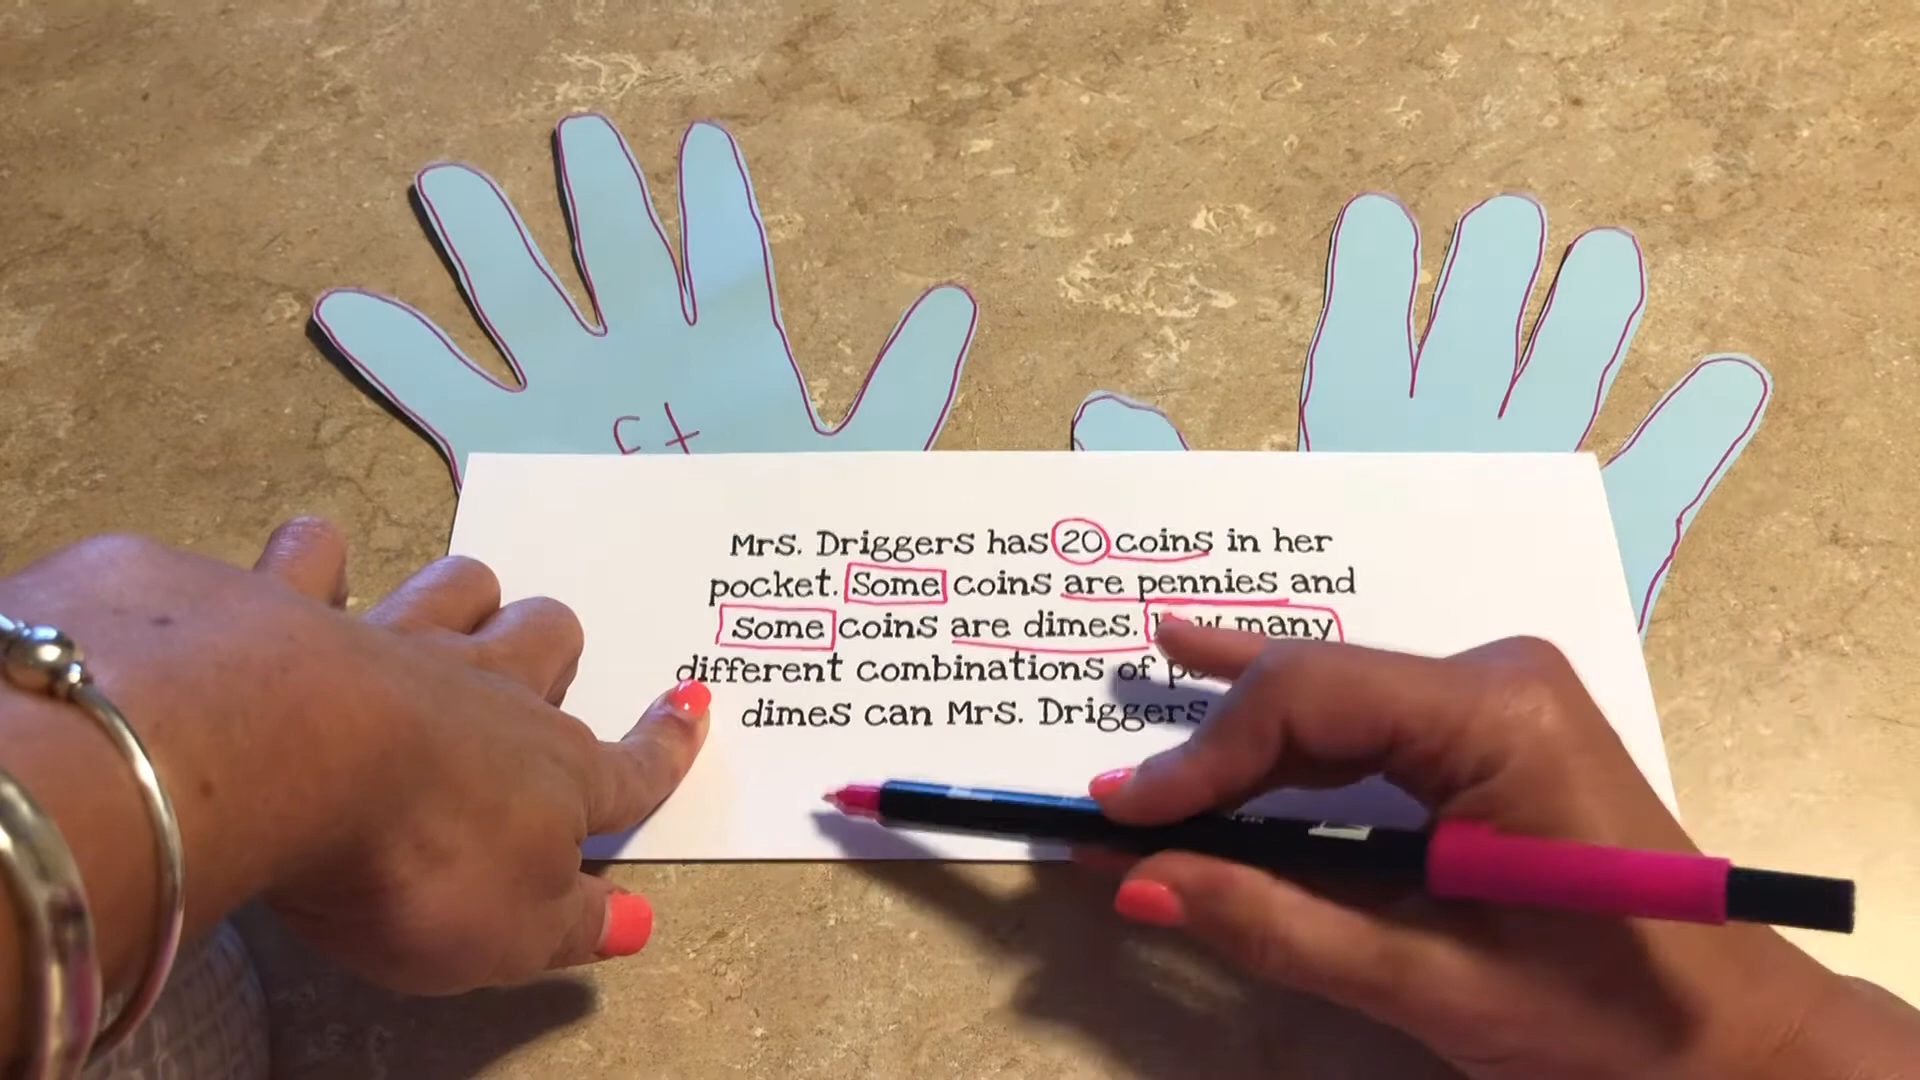 Mrs. Driggers has 20 coins in her
pocket. Some coins are pennies and
some coins are dimes. How many
different combinations of
dimes can Mrs. Driggers